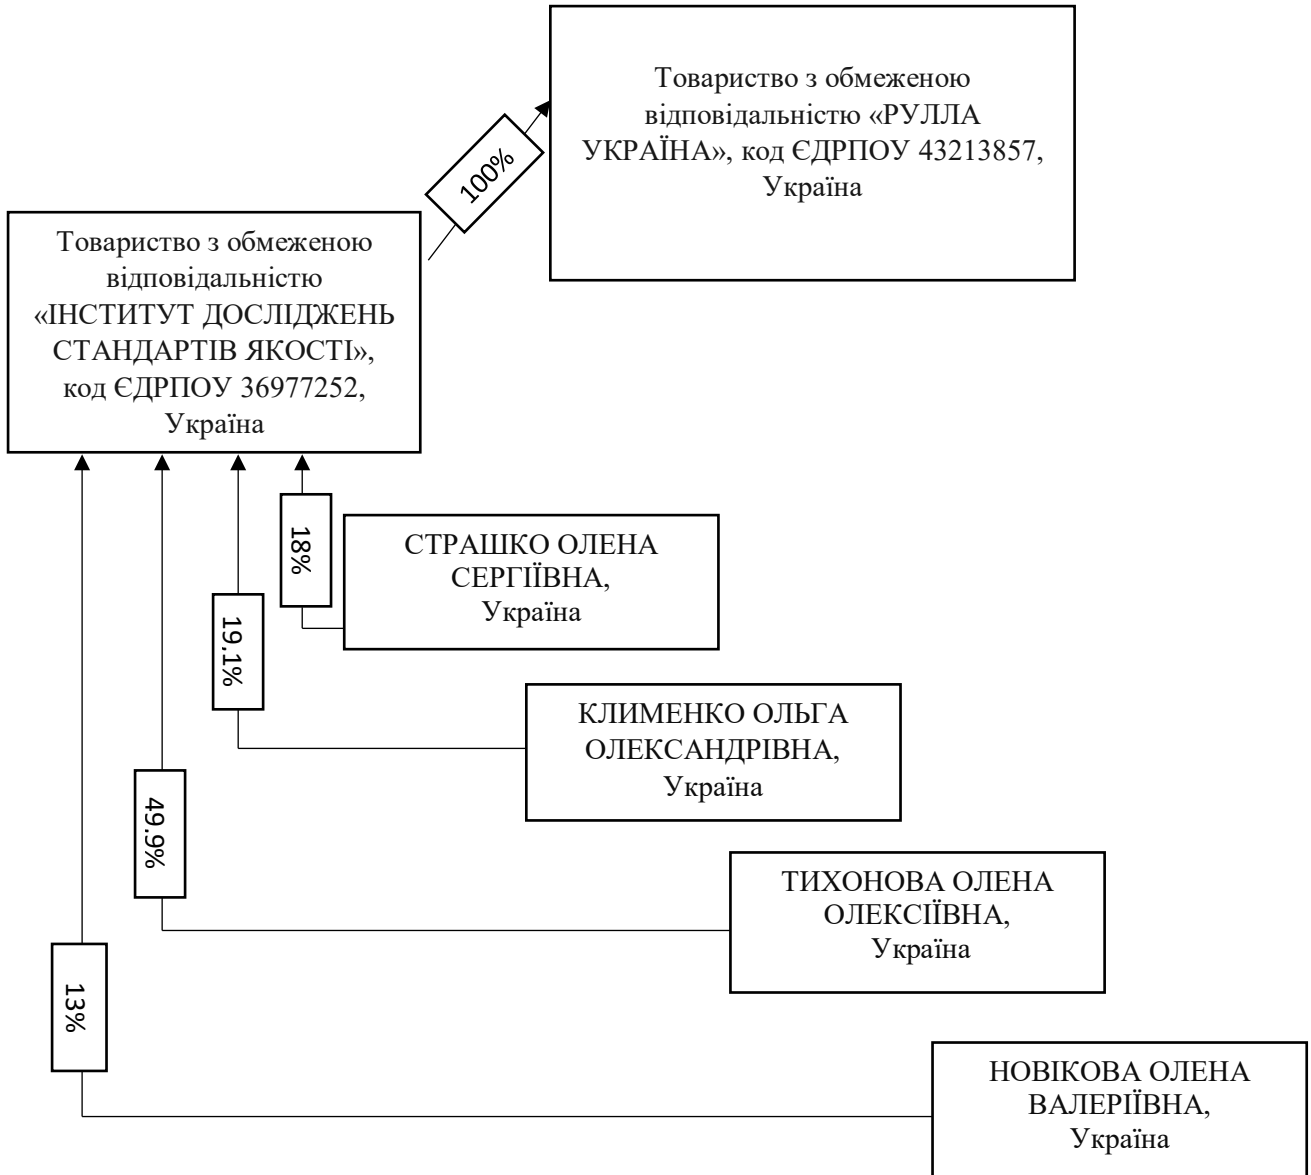 Товариство з обмеженою
відповідальністю «РУЛЛА
УКРАЇНА», код ЄДРПОУ 43213857,
Україна
100%
Товариство з обмеженою
відповідальністю
«ІНСТИТУТ ДОСЛІДЖЕНЬ
СТАНДАРТІВ ЯКОСТІ»,
код ЄДРПОУ 36977252,
Україна
18%
СТРАШКО ОЛЕНА
СЕРГІЇВНА,
Україна
19,1%
КЛИМЕНКО ОЛЬГА
ОЛЕКСАНДРІВНА,
Україна
49.9%
ТИХОНОВА ОЛЕНА
ОЛЕКСІЇВНА,
Україна
13%
НОВІКОВА ОЛЕНА
ВАЛЕРІЇВНА,
Україна